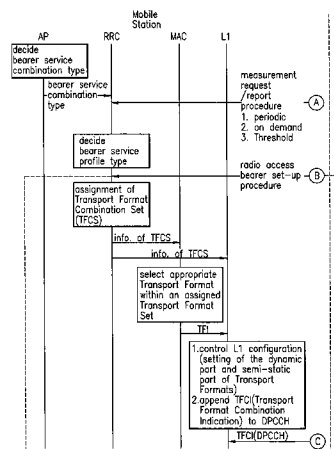 Mobile
Station
AP
RRC
MAC
L1
decide
bearer service
combination type
bearer service
combination
type
measurement
request
/report
procedure
1. periodic
2. on demand
3. Threshold
A
decide
bearer service
profile type
radio access
bearer set-up
procedure
B
assignment of
Transport Format
Combination Set
(TFCS)
info. of TFCS
info. of TFCS
select appropriate
Transport Format
within an assigned
Transport Format
Set
TFI
1.control L1 configuration
(setting of the dynamic
part and semi-static
part of Transport
Formats)
2.append TFCI(Transport
Format Combination
Indication) to DPCCH
TFCI(DPCCH)
C